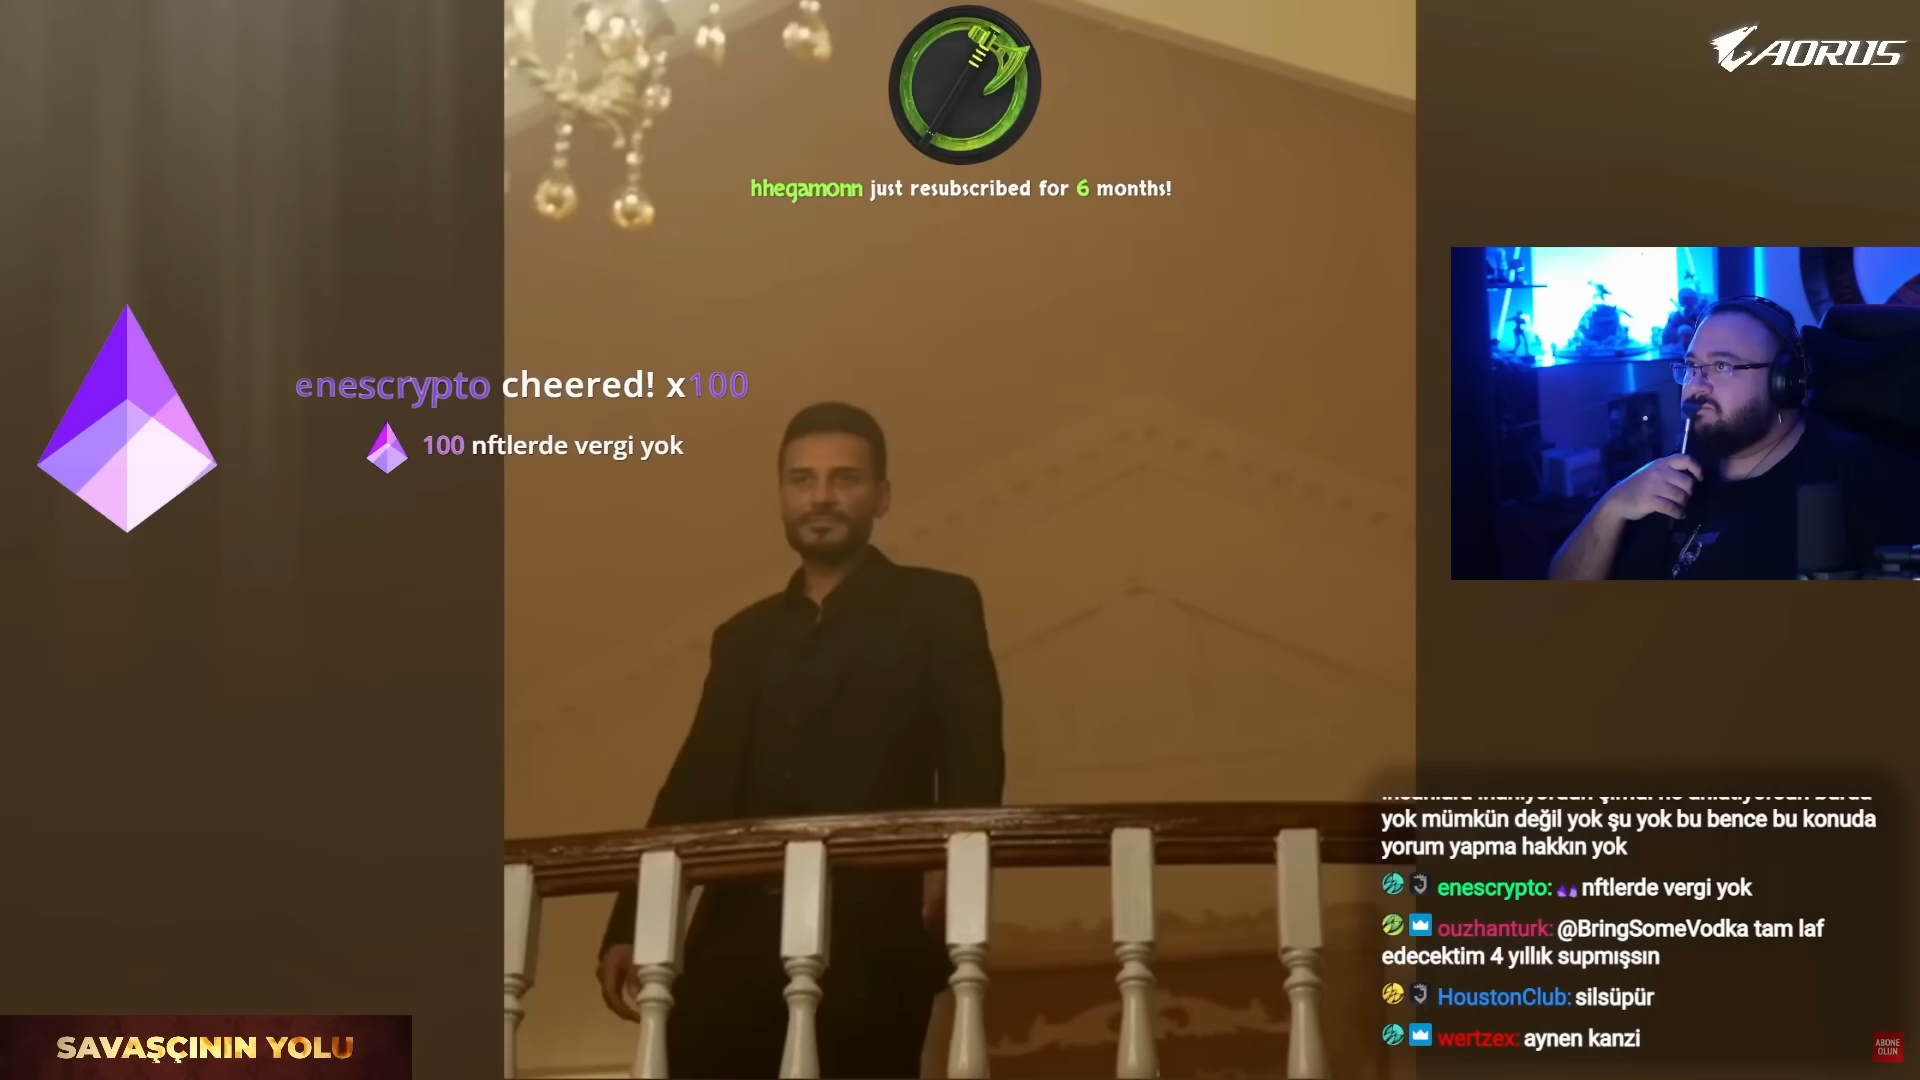 AORUS
hhegamonn just resubscribed for 6 months!
enescrypto cheered! x100
100 nftlerde vergi yok
yok mümkün değil yok şu yok bu bence bu konuda
yorum yapma hakkın yok
enescrypto: nftlerde vergi yok
ouzhanturk: @BringSomeVodka tam laf
edecektim 4 yıllık supmışsın
HoustonClub: silsüpür
wertzex: aynen kanzi
SAVAŞÇININ YOLU
ABONE
OLUN